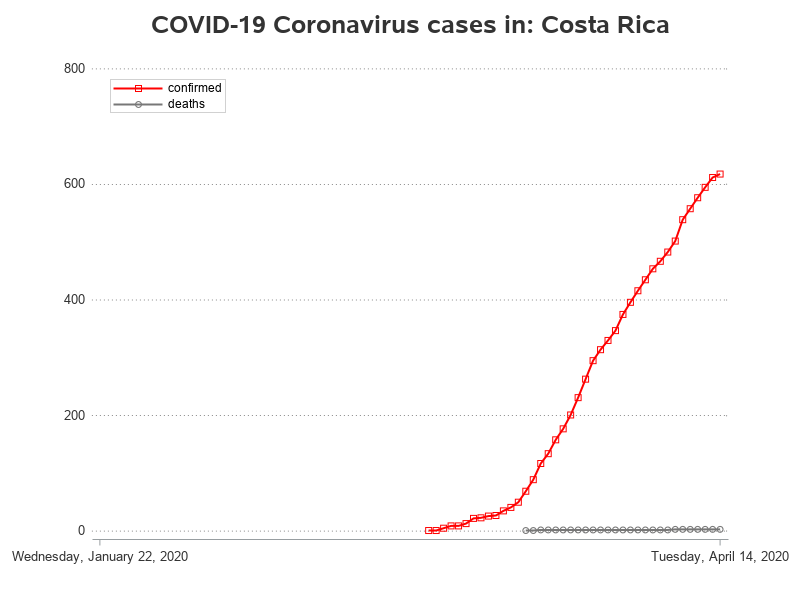 COVID-19 Coronavirus cases in: Costa Rica
800
confirmed
deaths
600
400
200
0
Wednesday, January 22, 2020
Tuesday, April 14, 2020